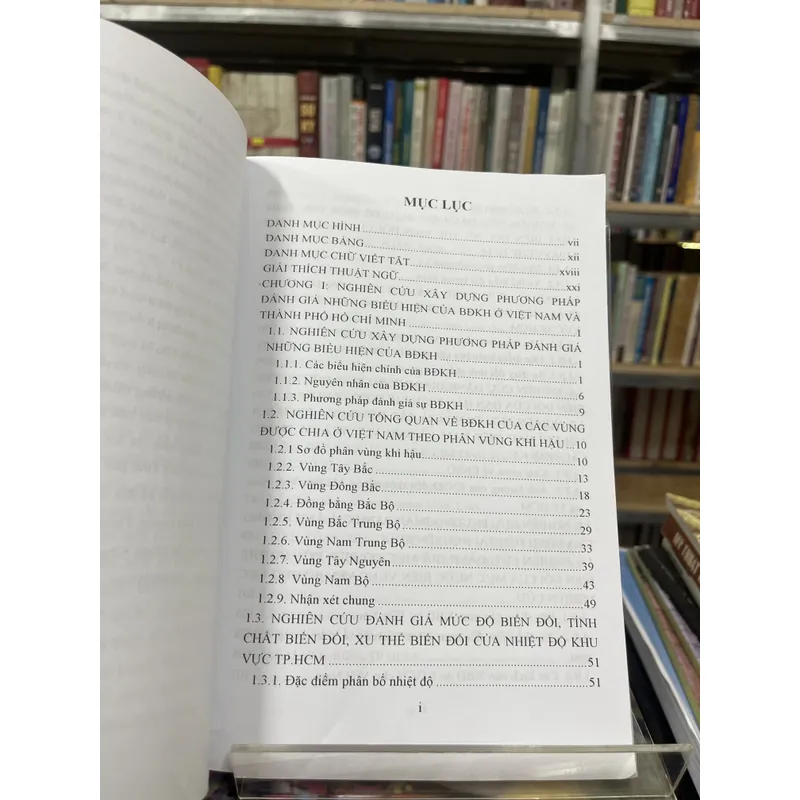 MỤC LỤC
DANH MỤC HÌNH ........ vii
DANH MỤC BẢNG ........ xii
DANH MỤC CHỮ VIẾT TẮT ........ xviii
GIẢI THÍCH THUẬT NGỮ ........ xxi
CHƯƠNG I: NGHIÊN CỨU XÂY DỰNG PHƯƠNG PHÁP
ĐÁNH GIÁ NHỮNG BIỂU HIỆN CỦA BĐKH Ở VIỆT NAM VÀ
THÀNH PHỐ HỒ CHÍ MINH ........ 1
1.1. NGHIÊN CỨU XÂY DỰNG PHƯƠNG PHÁP ĐÁNH GIÁ
NHỮNG BIỂU HIỆN CỦA BĐKH ........ 1
1.1.1. Các biểu hiện chính của BĐKH ........ 1
1.1.2. Nguyên nhân của BĐKH ........ 6
1.1.3. Phương pháp đánh giá sự BĐKH ........ 9
1.2. NGHIÊN CỨU TỔNG QUAN VỀ BĐKH CỦA CÁC VÙNG
ĐƯỢC CHIA Ở VIỆT NAM THEO PHÂN VÙNG KHÍ HẬU ... 10
1.2.1 Sơ đồ phân vùng khí hậu ........ 10
1.2.2. Vùng Tây Bắc ........ 13
1.2.3. Vùng Đông Bắc ........ 18
1.2.4. Đồng bằng Bắc Bộ ........ 23
1.2.5. Vùng Bắc Trung Bộ ........ 29
1.2.6. Vùng Nam Trung Bộ ........ 33
1.2.7. Vùng Tây Nguyên ........ 39
1.2.8 Vùng Nam Bộ ........ 43
1.2.9. Nhận xét chung ........ 49
1.3. NGHIÊN CỨU ĐÁNH GIÁ MỨC ĐỘ BIẾN ĐỔI, TÍNH
CHẤT BIẾN ĐỔI, XU THẾ BIẾN ĐỔI CỦA NHIỆT ĐỘ KHU
VỰC TP.HCM ........ 51
1.3.1. Đặc điểm phân bố nhiệt độ ........ 51
i
MỸ THUẬT